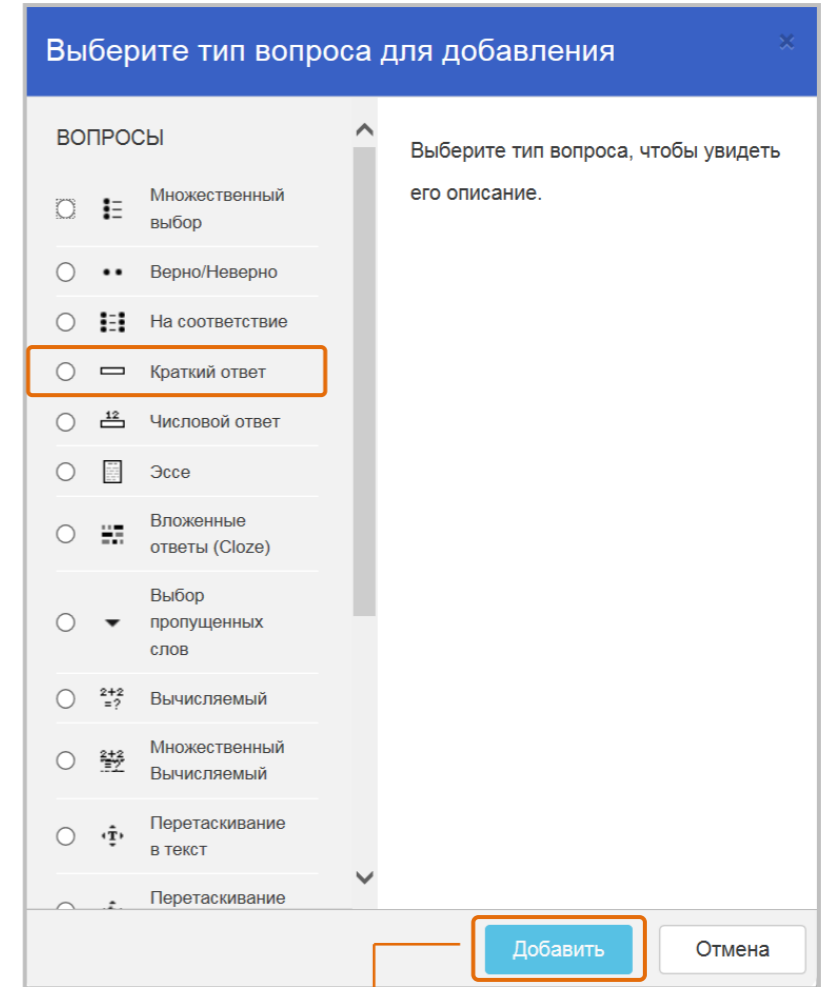 Выберите тип вопроса для добавления
×
ВОПРОСЫ
Множественный
выбор
Верно/Неверно
На соответствие
Краткий ответ
12
Числовой ответ
Эссе
Вложенные
ответы (Cloze)
Выбор
пропущенных
слов
2+2
=?
Вычисляемый
2+2
=?
Множественный
Вычисляемый
T
Перетаскивание
в текст
Перетаскивание
Выберите тип вопроса, чтобы увидеть
его описание.
Добавить
Отмена